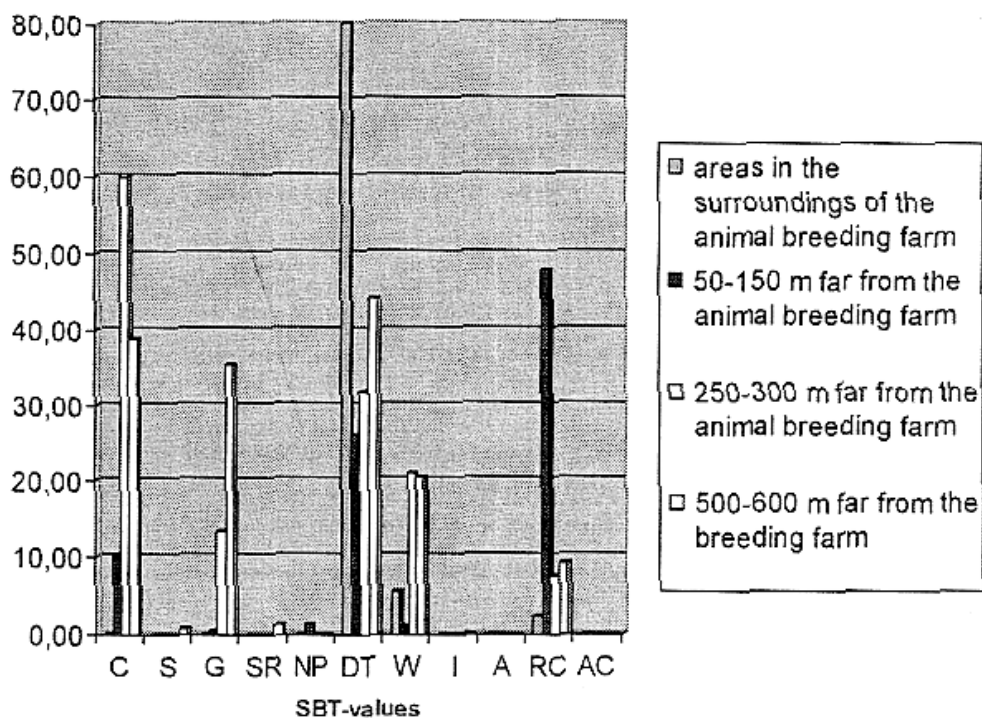 80,00
70,00
60,00
50,00
40,00
30,00
20,00
10,00
0,00
C S G SR NP DT W I A RC AC
SBT-values
areas in the
surroundings of the
animal breeding farm
50-150 m far from the
animal breeding farm
250-300 m far from the
animal breeding farm
500-600 m far from the
breeding farm